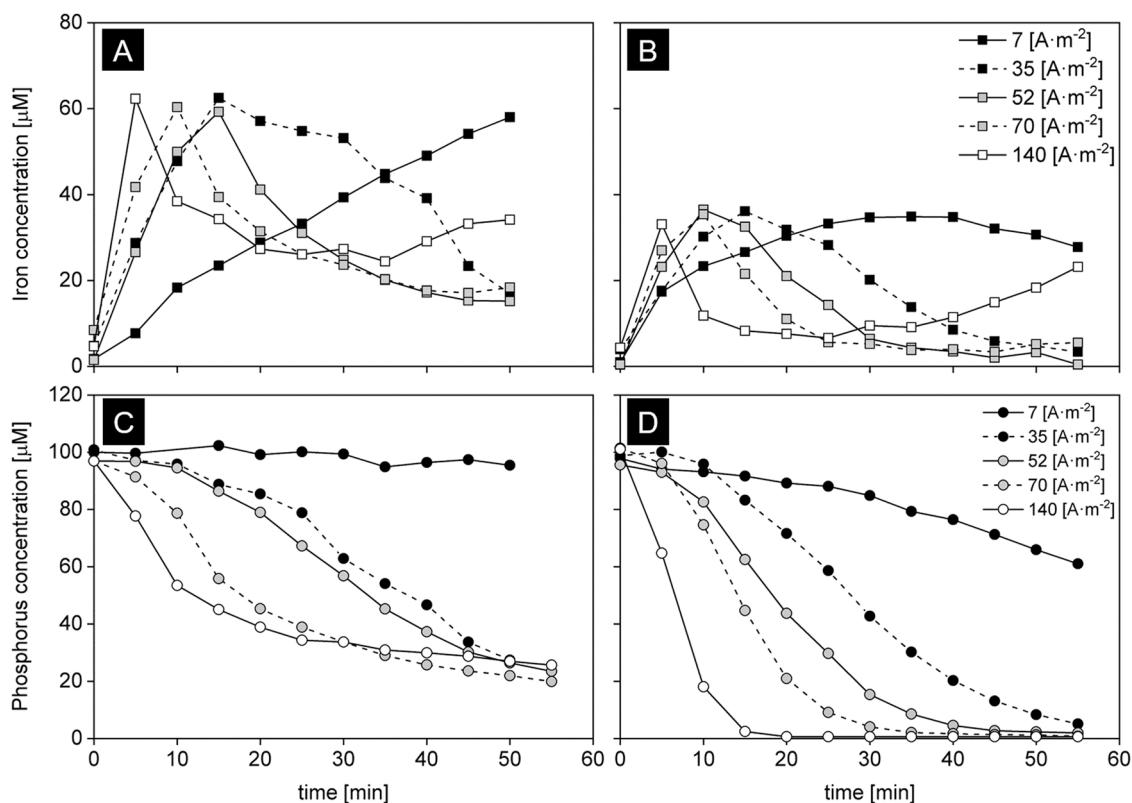 80
60
40
20
0
Iron concentration [µM]
A
B
7 [A·m-2]
35 [A·m-2]
52 [A·m-2]
70 [A·m-2]
140 [A·m-2]
120
100
80
60
40
20
0
Phosphorus concentration [µM]
C
D
7 [A·m-2]
35 [A·m-2]
52 [A·m-2]
70 [A·m-2]
140 [A·m-2]
0 10 20 30 40 50 60
0 10 20 30 40 50 60
time [min]
time [min]